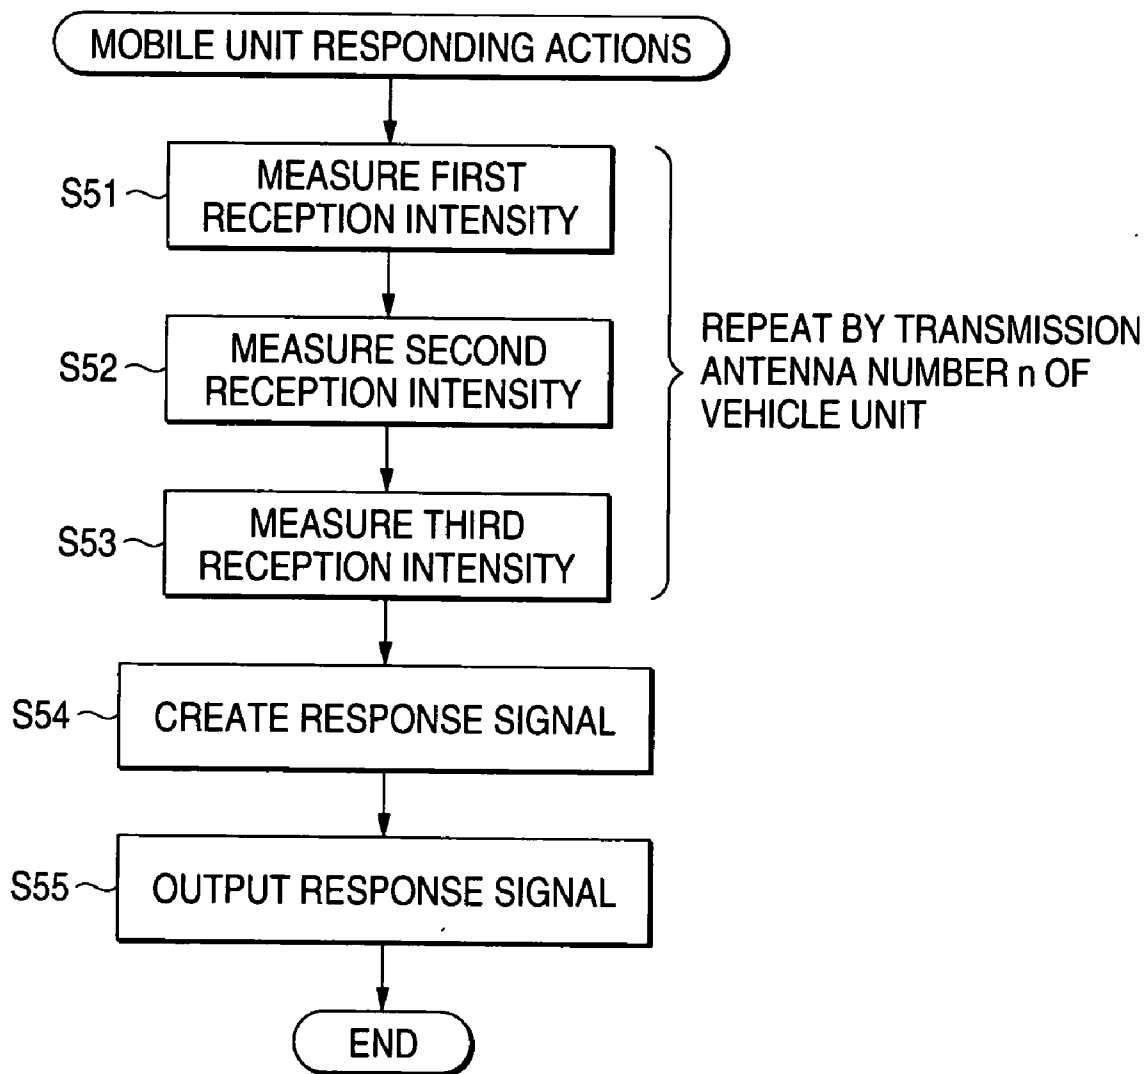 MOBILE UNIT RESPONDING ACTIONS
S51
MEASURE FIRST
RECEPTION INTENSITY
S52
MEASURE SECOND
RECEPTION INTENSITY
S53
MEASURE THIRD
RECEPTION INTENSITY
REPEAT BY TRANSMISSION
ANTENNA NUMBER n OF
VEHICLE UNIT
S54
CREATE RESPONSE SIGNAL
S55
OUTPUT RESPONSE SIGNAL
END